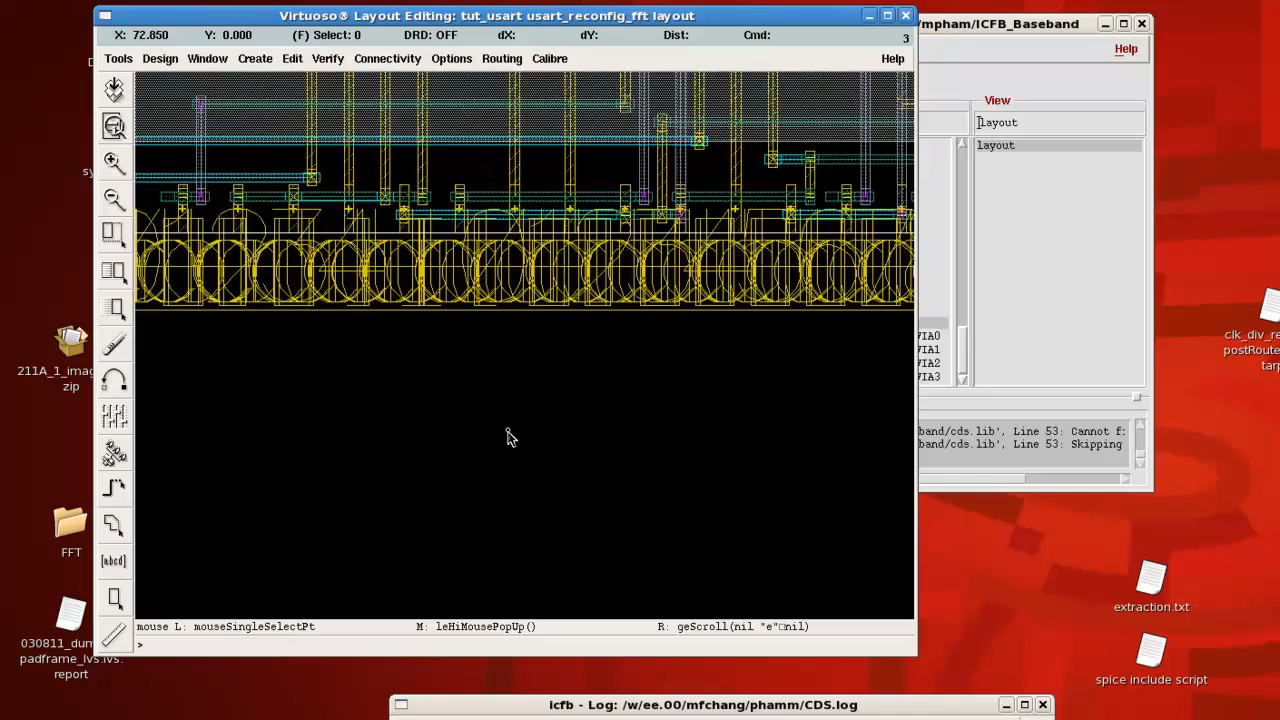 Virtuoso® Layout Editing: tut_usart usart_reconfig_fft layout
X: 72.850 Y: 0.000 (F) Select: 0 DRD: OFF dX: dY: Dist: Cmd: 3
Tools Design Window Create Edit Verify Connectivity Options Routing Calibre Help
[abcd]
mouse L: mouseSingleSelectPt M: leHiMousePopUp() R: geScroll(nil "e" nil)
>
/mpham/ICFB_Baseband
Help
View
layout
layout
VIA0
VIA1
VIA2
VIA3
band/cds.lib', Line 53: Cannot f
band/cds.lib', Line 53: Skipping
211A_1_imag
zip
FFT
030811_dum
padframe_lvs.lvs.
report
clk_div_re
postRoute
tar
extraction.txt
spice include script
icfb - Log: /w/ee.00/mfchang/phamm/CDS.log